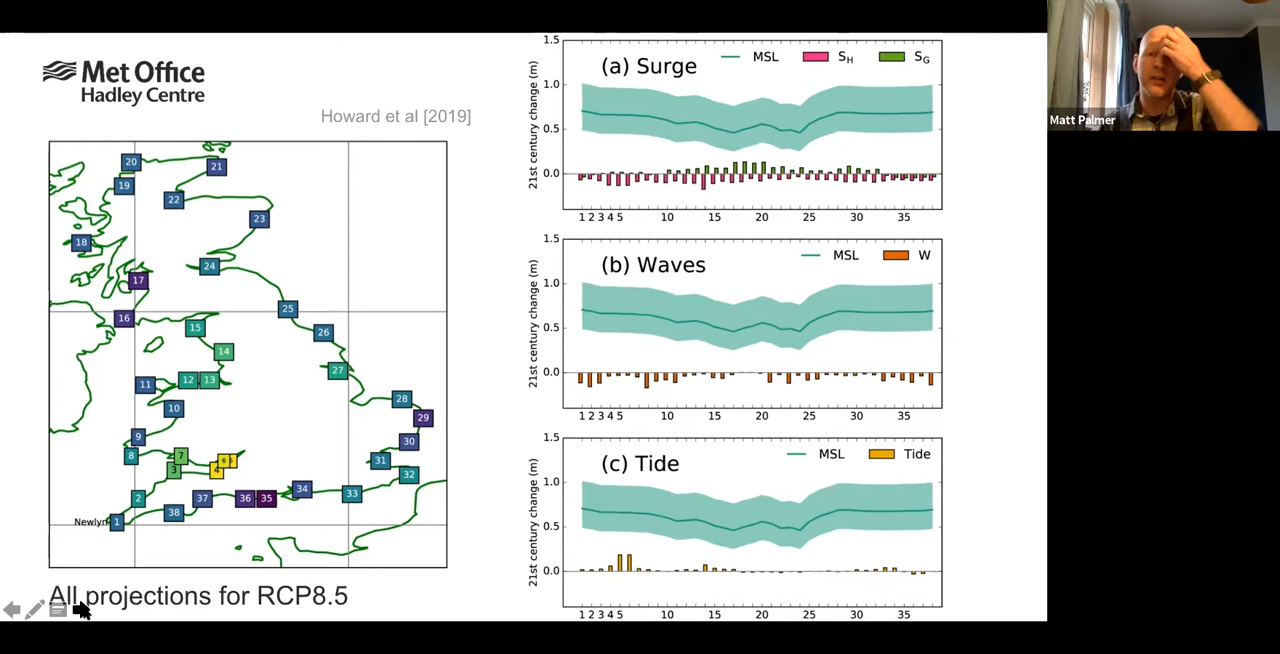 Met Office
Hadley Centre
Howard et al [2019]
20
21
19
22
23
18
24
17
25
16
15
26
14
27
12
13
11
28
10
29
9
30
8
7
6
5
31
3
4
32
2
37
36
35
34
33
38
Newlyn
1
All projections for RCP8.5
(a) Surge
MSL
S_H
S_G
21st century change (m)
1.5
1.0
0.5
0.0
1 2 3 4 5 10 15 20 25 30 35
(b) Waves
MSL
W
21st century change (m)
1.5
1.0
0.5
0.0
1 2 3 4 5 10 15 20 25 30 35
(c) Tide
MSL
Tide
21st century change (m)
1.5
1.0
0.5
0.0
1 2 3 4 5 10 15 20 25 30 35
Matt Palmer